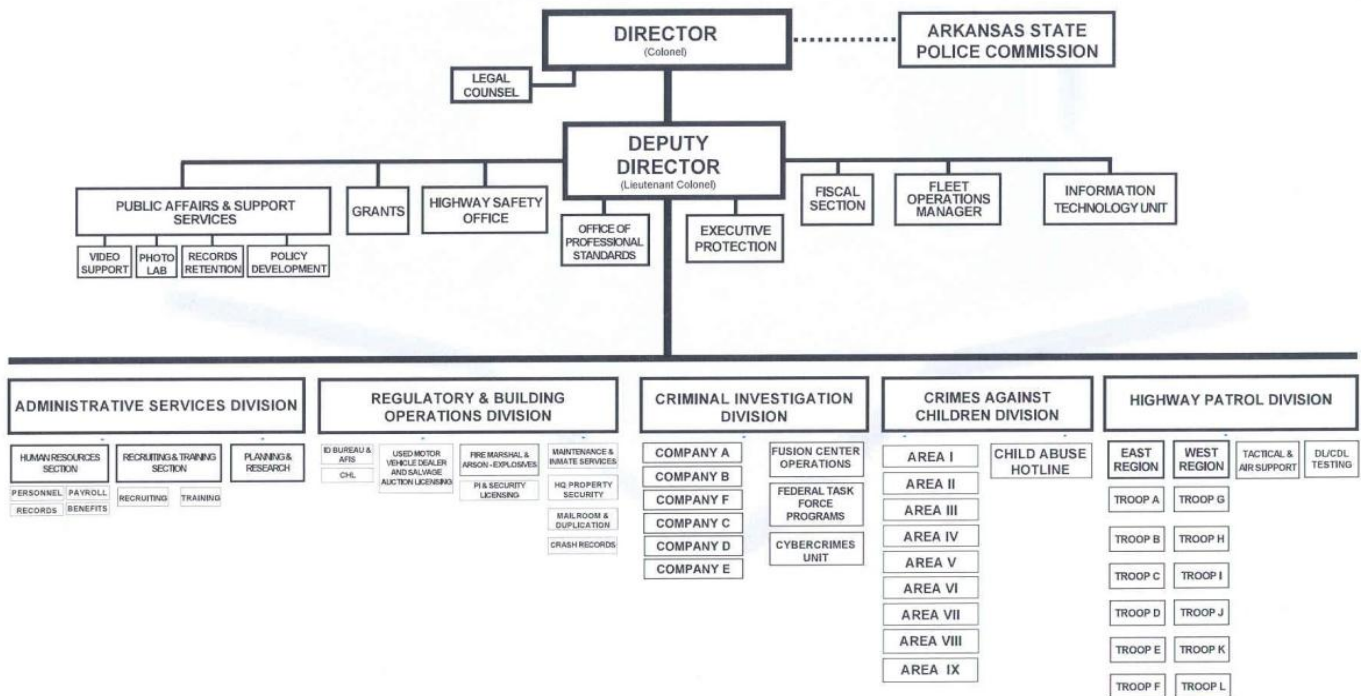 DIRECTOR
(Colonel)
ARKANSAS STATE
POLICE COMMISSION
LEGAL
COUNSEL
DEPUTY
DIRECTOR
(Lieutenant Colonel)
PUBLIC AFFAIRS & SUPPORT
SERVICES
GRANTS
HIGHWAY SAFETY
OFFICE
FISCAL
SECTION
FLEET
OPERATIONS
MANAGER
INFORMATION
TECHNOLOGY UNIT
VIDEO
SUPPORT
PHOTO
LAB
RECORDS
RETENTION
POLICY
DEVELOPMENT
OFFICE OF
PROFESSIONAL
STANDARDS
EXECUTIVE
PROTECTION
ADMINISTRATIVE SERVICES DIVISION
HUMAN RESOURCES
SECTION
PERSONNEL
PAYROLL
RECORDS
BENEFITS
RECRUITING & TRAINING
SECTION
RECRUITING
TRAINING
PLANNING &
RESEARCH
REGULATORY & BUILDING
OPERATIONS DIVISION
ID BUREAU &
AFIS
CHL
USED MOTOR
VEHICLE DEALER
AND SALVAGE
AUCTION LICENSING
FIRE MARSHAL &
ARSON - EXPLOSIVES
PI & SECURITY
LICENSING
MAINTENANCE &
INMATE SERVICES
HQ PROPERTY
SECURITY
MAILROOM &
DUPLICATION
CRASH RECORDS
CRIMINAL INVESTIGATION
DIVISION
COMPANY A
COMPANY B
COMPANY F
COMPANY C
COMPANY D
COMPANY E
FUSION CENTER
OPERATIONS
FEDERAL TASK
FORCE
PROGRAMS
CYBERCRIMES
UNIT
CRIMES AGAINST
CHILDREN DIVISION
AREA I
AREA II
AREA III
AREA IV
AREA V
AREA VI
AREA VII
AREA VIII
AREA IX
CHILD ABUSE
HOTLINE
HIGHWAY PATROL DIVISION
EAST
REGION
TROOP A
TROOP B
TROOP C
TROOP D
TROOP E
TROOP F
WEST
REGION
TROOP G
TROOP H
TROOP I
TROOP J
TROOP K
TROOP L
TACTICAL &
AIR SUPPORT
DL/CDL
TESTING